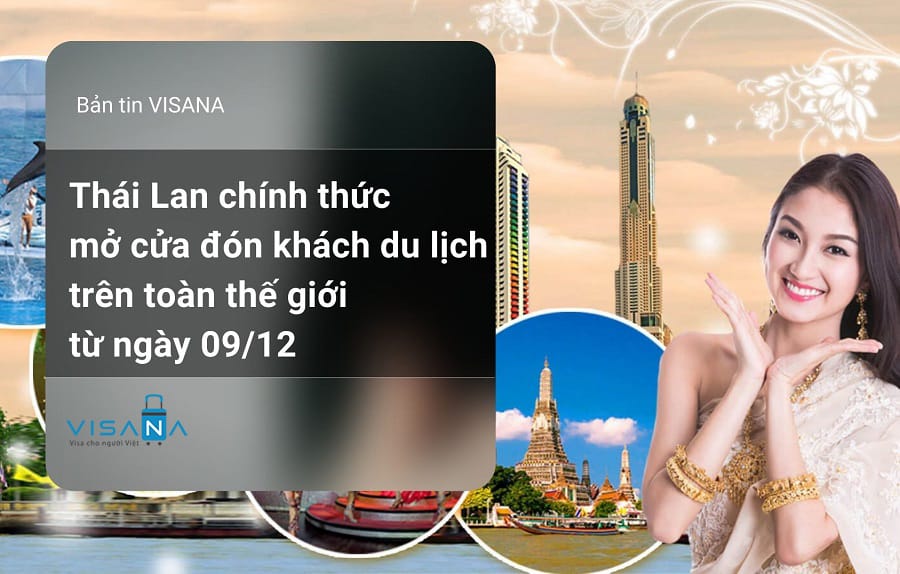 Bản tin VISANA
Thái Lan chính thức
mở cửa đón khách du lịch
trên toàn thế giới
từ ngày 09/12
VISANA
Visa cho người Việt